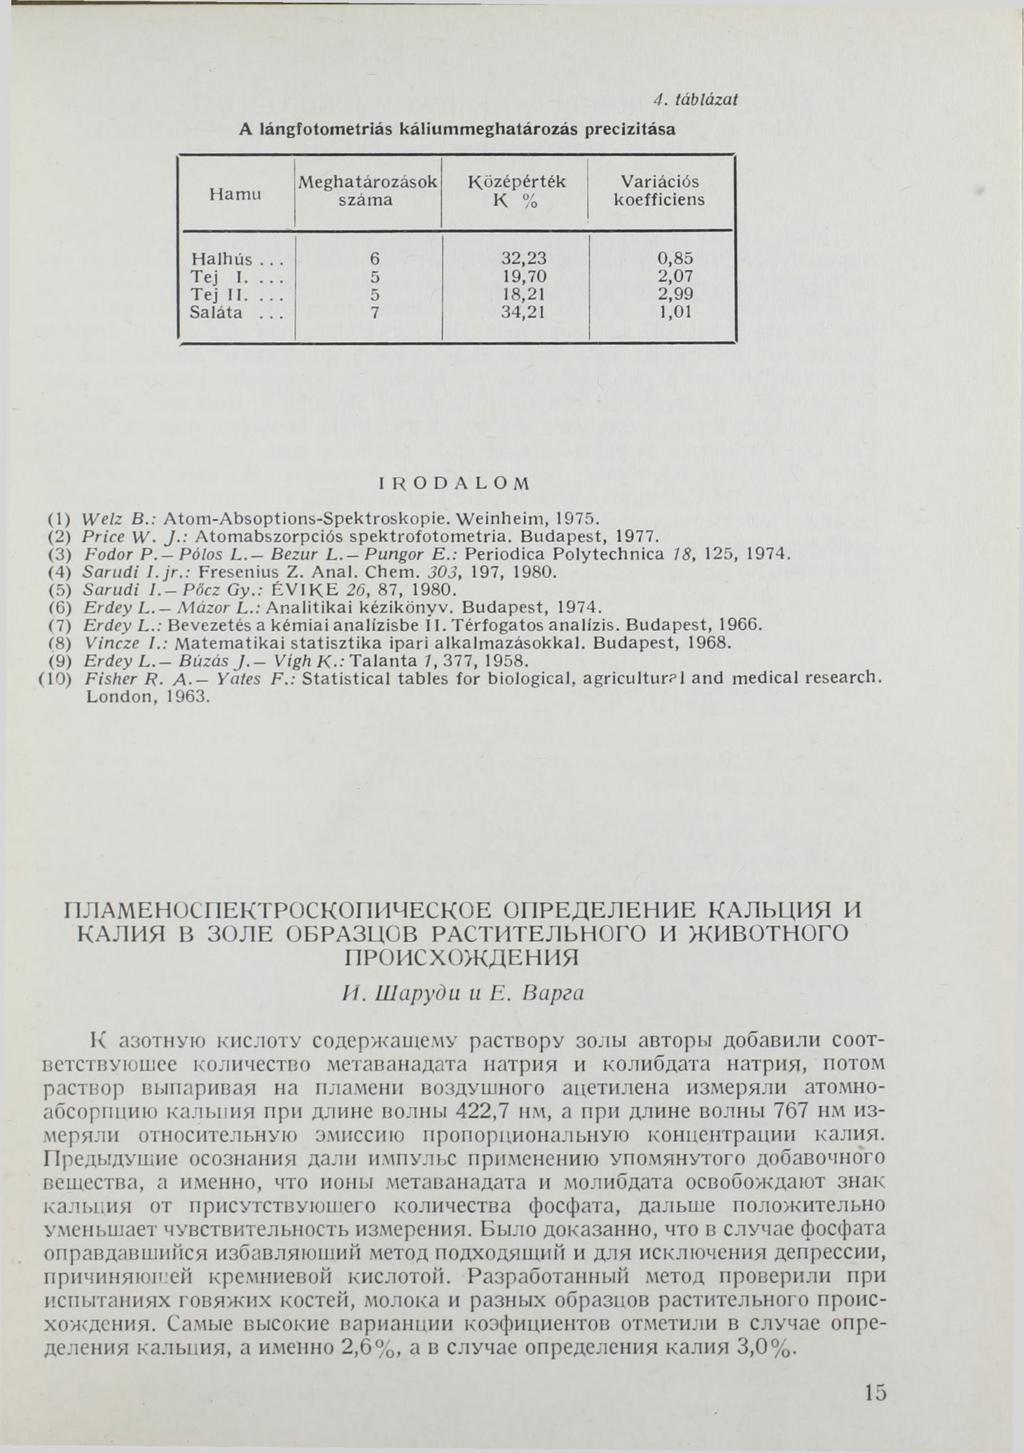 4. táblázat
A lángfotometriás káliummeghatározás precizitása
Hamu
Meghatározások száma
Középérték K %
Variációs koefficiens
Halhús ... 6 32,23 0,85
Tej I. ... 5 19,70 2,07
Tej II. ... 5 18,21 2,99
Saláta ... 7 34,21 1,01
IRODALOM
(1) Welz B.: Atom-Absoptions-Spektroskopie. Weinheim, 1975.
(2) Price W. J.: Atomabszorpciós spektrofotometria. Budapest, 1977.
(3) Fodor P.— Pólos L.— Bezur L.— Pungor E.: Periodica Polytechnica 18, 125, 1974.
(4) Sarudi I. jr.: Fresenius Z. Anal. Chem. 303, 197, 1980.
(5) Sarudi I.— Pőcz Gy.: ÉVIKE 26, 87, 1980.
(6) Erdey L.— Mázor L.: Analitikai kézikönyv. Budapest, 1974.
(7) Erdey L.: Bevezetés a kémiai analízisbe II. Térfogatos analízis. Budapest, 1966.
(8) Vincze I.: Matematikai statisztika ipari alkalmazásokkal. Budapest, 1968.
(9) Erdey L.— Búzás J.— Vigh K.: Talanta 1, 377, 1958.
(10) Fisher R. A.— Yates F.: Statistical tables for biological, agricultural and medical research.
London, 1963.
ПЛАМЕНОСПЕКТРОСКОПИЧЕСКОЕ ОПРЕДЕЛЕНИЕ КАЛЬЦИЯ И
КАЛИЯ В ЗОЛЕ ОБРАЗЦОВ РАСТИТЕЛЬНОГО И ЖИВОТНОГО
ПРОИСХОЖДЕНИЯ
И. Шаруди и Е. Варга
К азотную кислоту содержащему раствору золы авторы добавили соот-
ветствующее количество метаванадата натрия и колибдата натрия, потом
раствор выпаривая на пламени воздушного ацетилена измеряли атомно-
абсорпцию кальция при длине волны 422,7 нм, а при длине волны 767 нм из-
меряли относительную эмиссию пропорциональную концентрации калия.
Предыдущие осознания дали импульс применению упомянутого добавочного
вещества, а именно, что ионы метаванадата и молибдата освобождают знак
кальция от присутствующего количества фосфата, дальше положительно
уменьшает чувствительность измерения. Было доказанно, что в случае фосфата
оправдавшийся избавляющий метод подходящий и для исключения депрессии,
причиняющей кремниевой кислотой. Разработанный метод проверили при
испытаниях говяжих костей, молока и разных образцов растительного проис-
хождения. Самые высокие варианции коэфициентов отметили в случае опре-
деления кальция, а именно 2,6%, а в случае определения калия 3,0%.
15